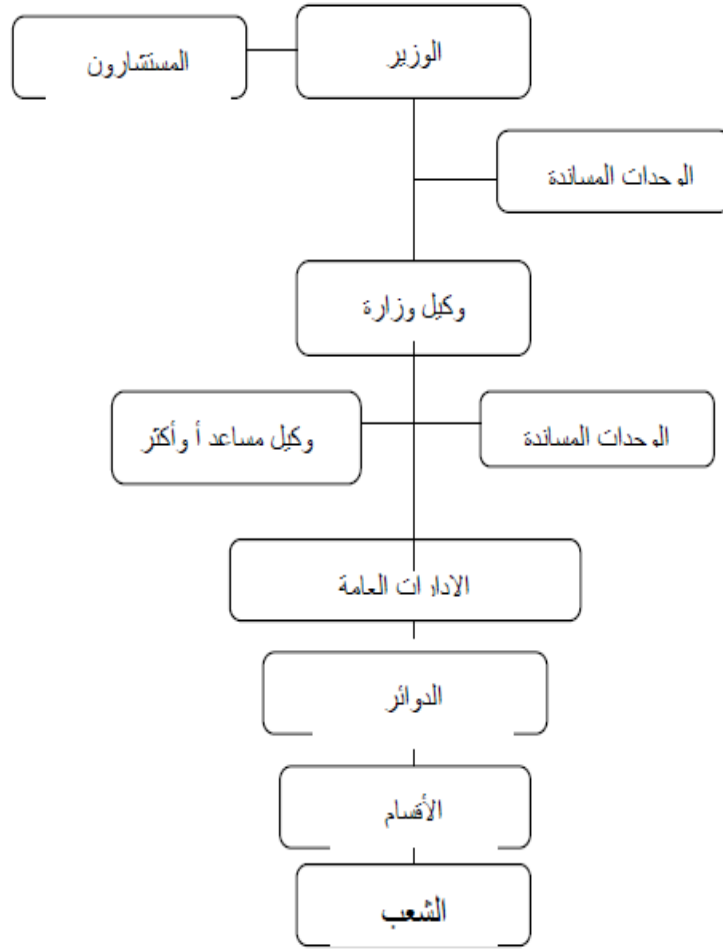 الوزير
المستشارون
الوحدات المساندة
وكيل وزارة
الوحدات المساندة
وكيل مساعد أ وأكثر
الادارات العامة
الدوائر
الأقسام
الشعب